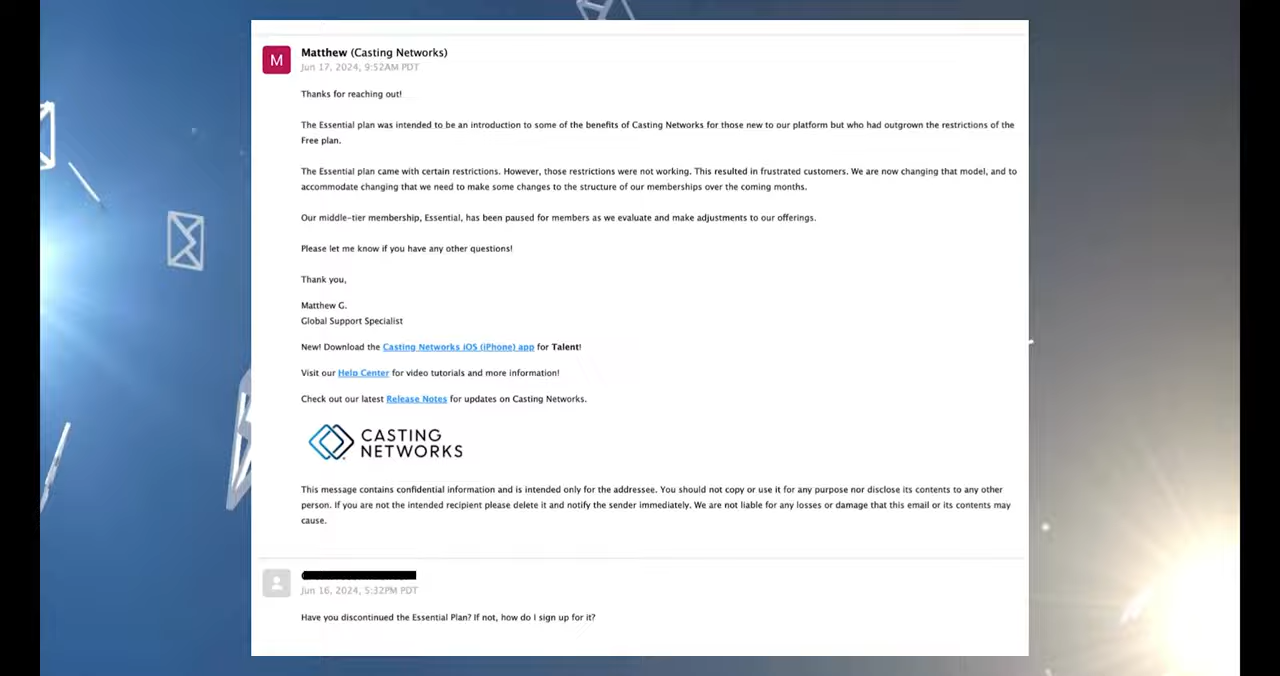 M
Matthew (Casting Networks)
Jun 17, 2024, 9:52AM PDT
Thanks for reaching out!
The Essential plan was intended to be an introduction to some of the benefits of Casting Networks for those new to our platform but who had outgrown the restrictions of the
Free plan.
The Essential plan came with certain restrictions. However, those restrictions were not working. This resulted in frustrated customers. We are now changing that model, and to
accommodate changing that we need to make some changes to the structure of our memberships over the coming months.
Our middle-tier membership, Essential, has been paused for members as we evaluate and make adjustments to our offerings.
Please let me know if you have any other questions!
Thank you,
Matthew G.
Global Support Specialist
New! Download the Casting Networks iOS (iPhone) app for Talent!
Visit our Help Center for video tutorials and more information!
Check out our latest Release Notes for updates on Casting Networks.
CASTING
NETWORKS
This message contains confidential information and is intended only for the addressee. You should not copy or use it for any purpose nor disclose its contents to any other
person. If you are not the intended recipient please delete it and notify the sender immediately. We are not liable for any losses or damage that this email or its contents may
cause.
Jun 16, 2024, 5:32PM PDT
Have you discontinued the Essential Plan? If not, how do I sign up for it?